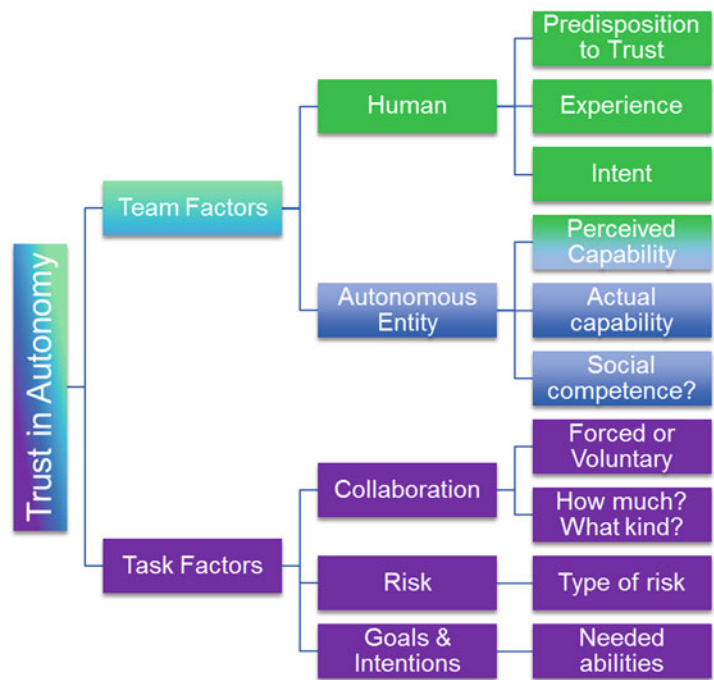 Trust in Autonomy
Team Factors
Human
Predisposition
to Trust
Experience
Intent
Autonomous
Entity
Perceived
Capability
Actual
capability
Social
competence?
Task Factors
Collaboration
Forced or
Voluntary
How much?
What kind?
Risk
Type of risk
Goals &
Intentions
Needed
abilities